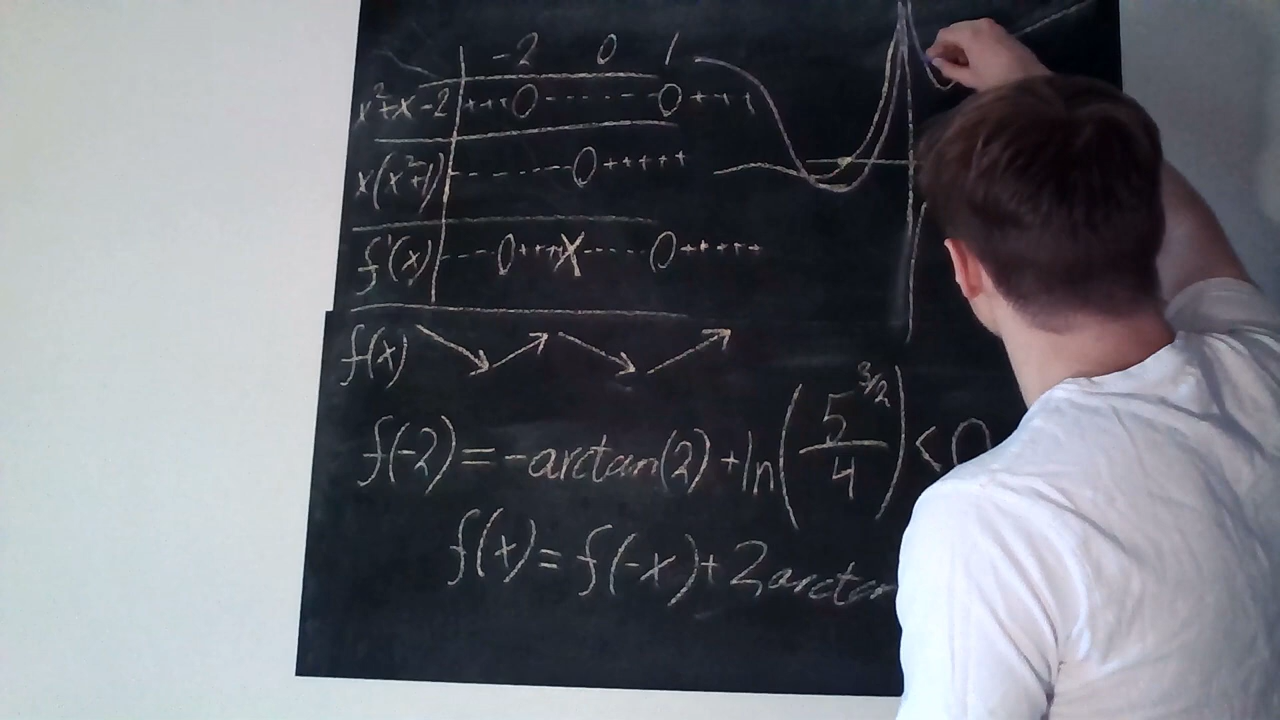 -2 0 1
x²+x-2 +++0-------0++++
x(x²+1) --------0+++++
f'(x) ---0++++X-----0+++++
f(x) ↘ ↗ ↘ ↗
f(-2)=-arctan(2)+ln(5^{3/2}/4)<0
f(x)=f(-x)+2arctan